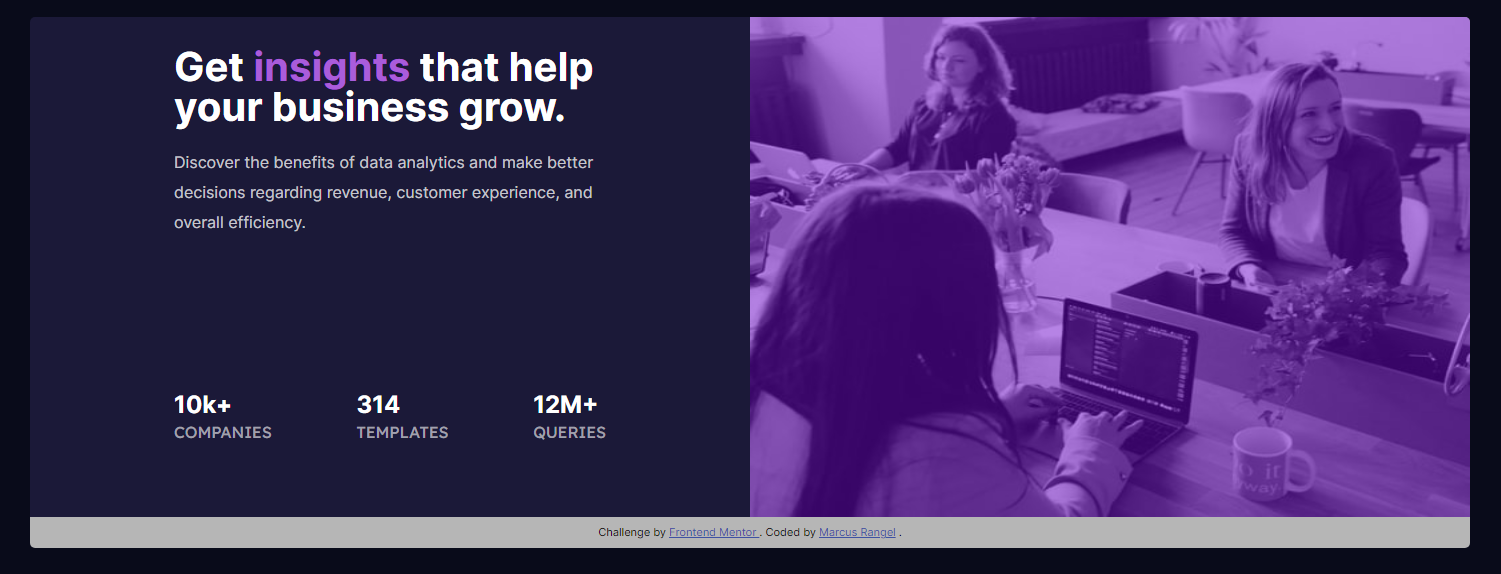 Get insights that help
your business grow.
Discover the benefits of data analytics and make better
decisions regarding revenue, customer experience, and
overall efficiency.
10k+
COMPANIES
314
TEMPLATES
12M+
QUERIES
Challenge by Frontend Mentor . Coded by Marcus Rangel .